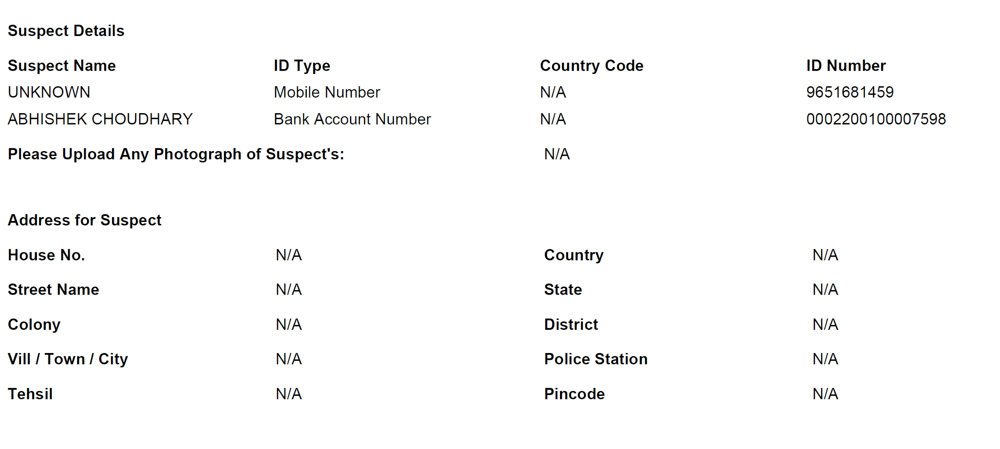 Suspect Details
Suspect Name ID Type Country Code ID Number
UNKNOWN Mobile Number N/A 9651681459
ABHISHEK CHOUDHARY Bank Account Number N/A 0002200100007598
Please Upload Any Photograph of Suspect's: N/A
Address for Suspect
House No. N/A Country N/A
Street Name N/A State N/A
Colony N/A District N/A
Vill / Town / City N/A Police Station N/A
Tehsil N/A Pincode N/A